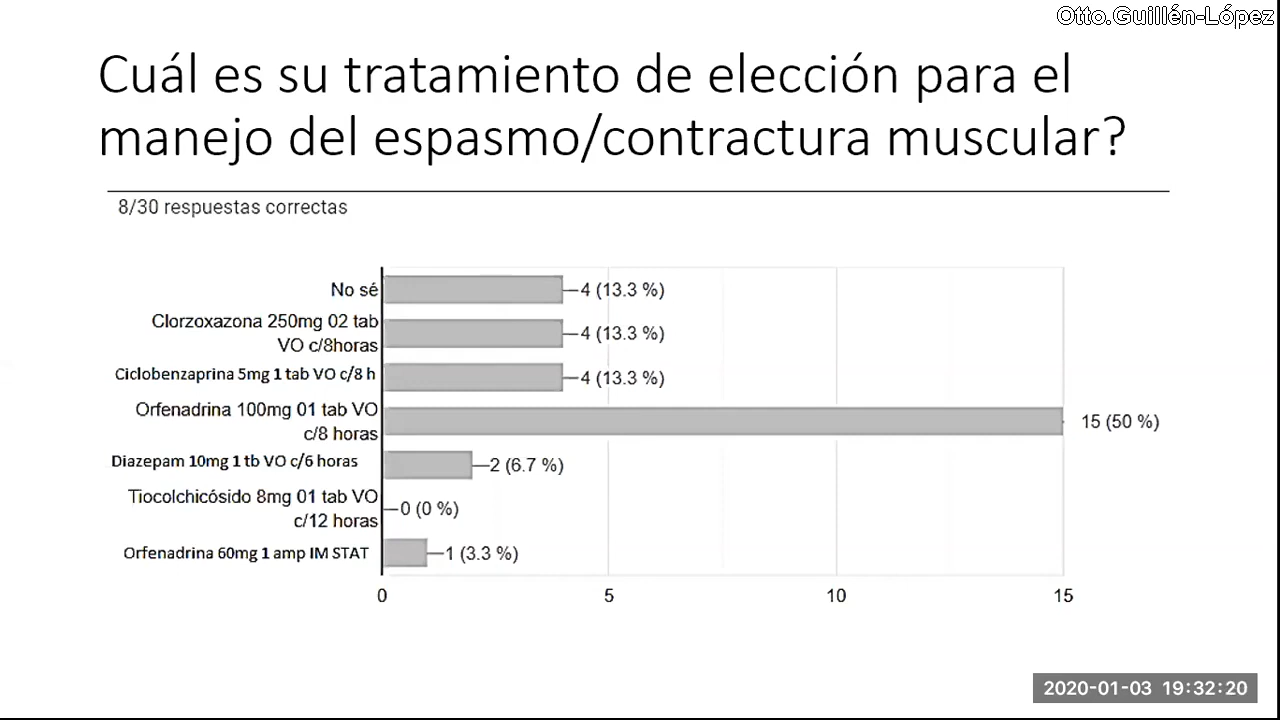 Otto.Guillén-López
Cuál es su tratamiento de elección para el
manejo del espasmo/contractura muscular?
8/30 respuestas correctas
No sé
4 (13.3 %)
Clorzoxazona 250mg 02 tab
VO c/8horas
4 (13.3 %)
Ciclobenzaprina 5mg 1 tab VO c/8 h
4 (13.3 %)
Orfenadrina 100mg 01 tab VO
c/8 horas
15 (50 %)
Diazepam 10mg 1 tb VO c/6 horas
2 (6.7 %)
Tiocolchicósido 8mg 01 tab VO
c/12 horas
0 (0 %)
Orfenadrina 60mg 1 amp IM STAT
1 (3.3 %)
0 5 10 15
2020-01-03 19:32:20